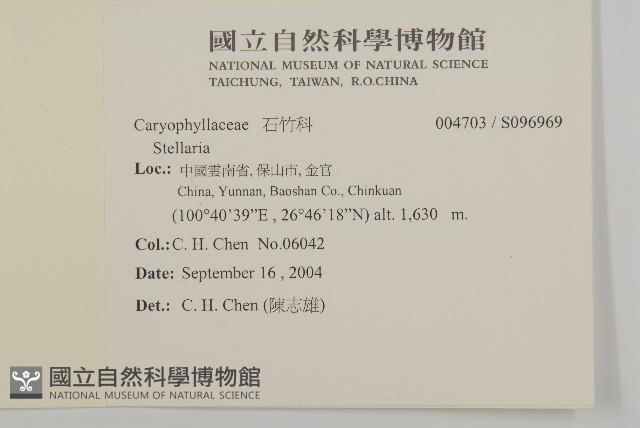 國立自然科學博物館
NATIONAL MUSEUM OF NATURAL SCIENCE
TAICHUNG, TAIWAN, R.O.CHINA
Caryophyllaceae 石竹科 004703 / S096969
Stellaria
Loc.: 中國雲南省, 保山市, 金官
China, Yunnan, Baoshan Co., Chinkuan
(100°40'39"E , 26°46'18"N) alt. 1,630 m.
Col.: C. H. Chen No.06042
Date: September 16 , 2004
Det.: C. H. Chen (陳志雄)
國立自然科學博物館
NATIONAL MUSEUM OF NATURAL SCIENCE